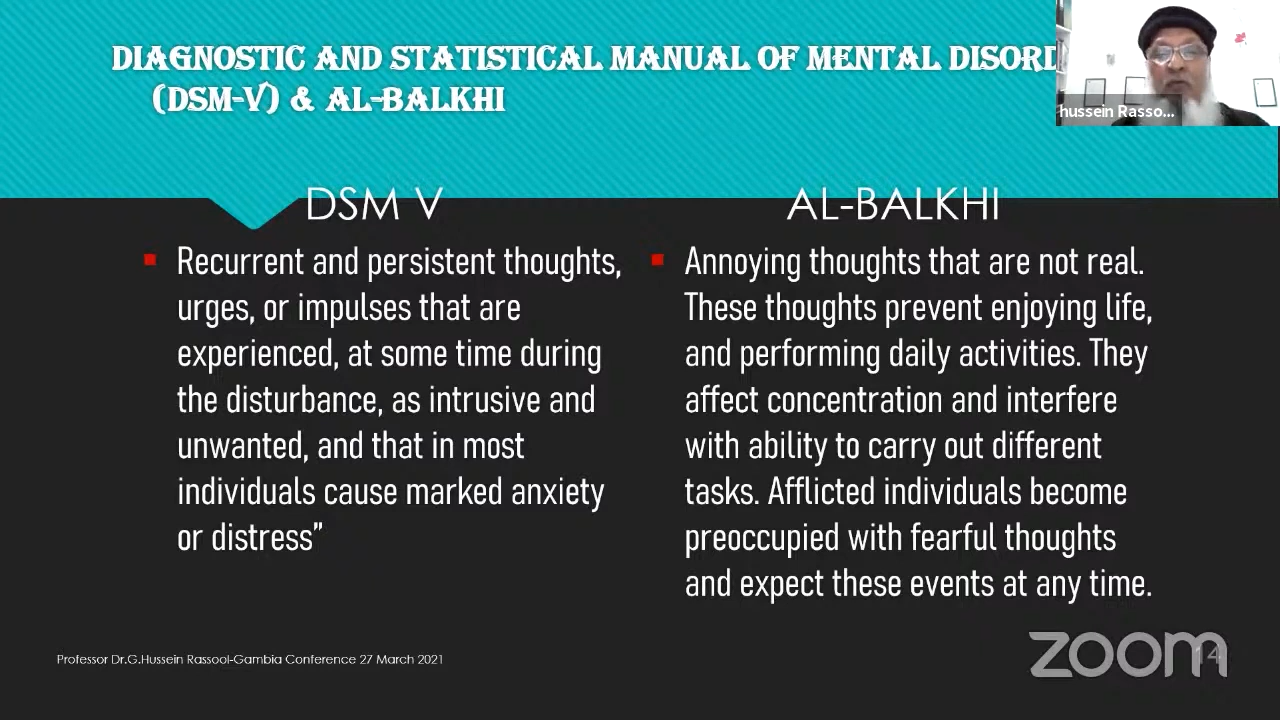 DIAGNOSTIC AND STATISTICAL MANUAL OF MENTAL DISORD
(DSM-V) & AL-BALKHI
hussein Rasso...
DSM V
Recurrent and persistent thoughts,
urges, or impulses that are
experienced, at some time during
the disturbance, as intrusive and
unwanted, and that in most
individuals cause marked anxiety
or distress”
AL-BALKHI
Annoying thoughts that are not real.
These thoughts prevent enjoying life,
and performing daily activities. They
affect concentration and interfere
with ability to carry out different
tasks. Afflicted individuals become
preoccupied with fearful thoughts
and expect these events at any time.
Professor Dr.G.Hussein Rassool-Gambia Conference 27 March 2021
zoom
14